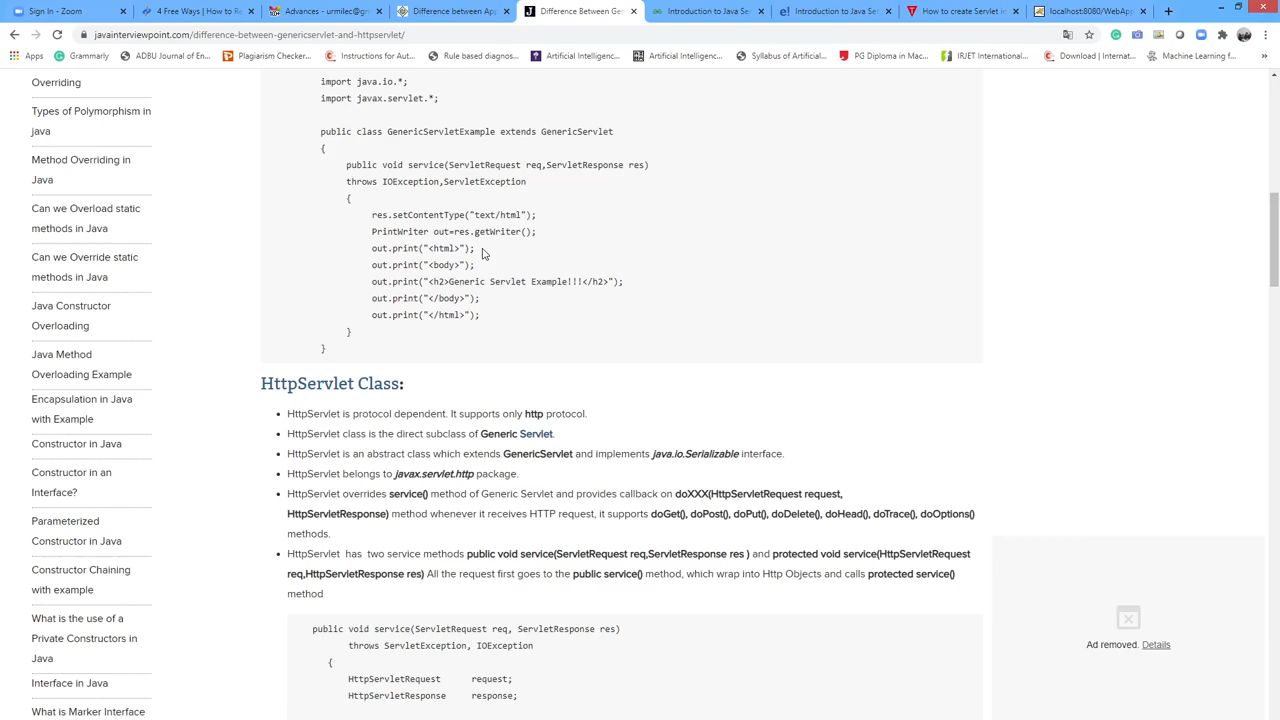 Sign In - Zoom
4 Free Ways | How to Re
Advances - urmilec@gr
Difference between App
Difference Between Ger
Introduction to Java Ser
Introduction to Java Ser
How to create Servlet in
localhost:8080/WebApp
javainterviewpoint.com/difference-between-genericservlet-and-httpservlet/
Apps
Grammarly
ADBU Journal of En...
Plagiarism Checker...
Instructions for Aut...
Rule based diagnos...
Artificial Intelligenc...
Artificial Intelligenc...
Syllabus of Artificial...
PG Diploma in Mac...
IRJET International...
Download | Internat...
Machine Learning f...
Overriding
Types of Polymorphism in
java
Method Overriding in
Java
Can we Overload static
methods in Java
Can we Override static
methods in Java
Java Constructor
Overloading
Java Method
Overloading Example
Encapsulation in Java
with Example
Constructor in Java
Constructor in an
Interface?
Parameterized
Constructor in Java
Constructor Chaining
with example
What is the use of a
Private Constructors in
Java
Interface in Java
What is Marker Interface
import java.io.*;
import javax.servlet.*;
public class GenericServletExample extends GenericServlet
{
public void service(ServletRequest req,ServletResponse res)
throws IOException,ServletException
{
res.setContentType("text/html");
PrintWriter out=res.getWriter();
out.print("<html>");
out.print("<body>");
out.print("<h2>Generic Servlet Example!!!</h2>");
out.print("</body>");
out.print("</html>");
}
}
HttpServlet Class:
HttpServlet is protocol dependent. It supports only http protocol.
HttpServlet class is the direct subclass of Generic Servlet.
HttpServlet is an abstract class which extends GenericServlet and implements java.io.Serializable interface.
HttpServlet belongs to javax.servlet.http package.
HttpServlet overrides service() method of Generic Servlet and provides callback on doXXX(HttpServletRequest request,
HttpServletResponse) method whenever it receives HTTP request, it supports doGet(), doPost(), doPut(), doDelete(), doHead(), doTrace(), doOptions()
methods.
HttpServlet has two service methods public void service(ServletRequest req,ServletResponse res ) and protected void service(HttpServletRequest
req,HttpServletResponse res) All the request first goes to the public service() method, which wrap into Http Objects and calls protected service()
method
public void service(ServletRequest req, ServletResponse res)
throws ServletException, IOException
{
HttpServletRequest request;
HttpServletResponse response;
Ad removed. Details